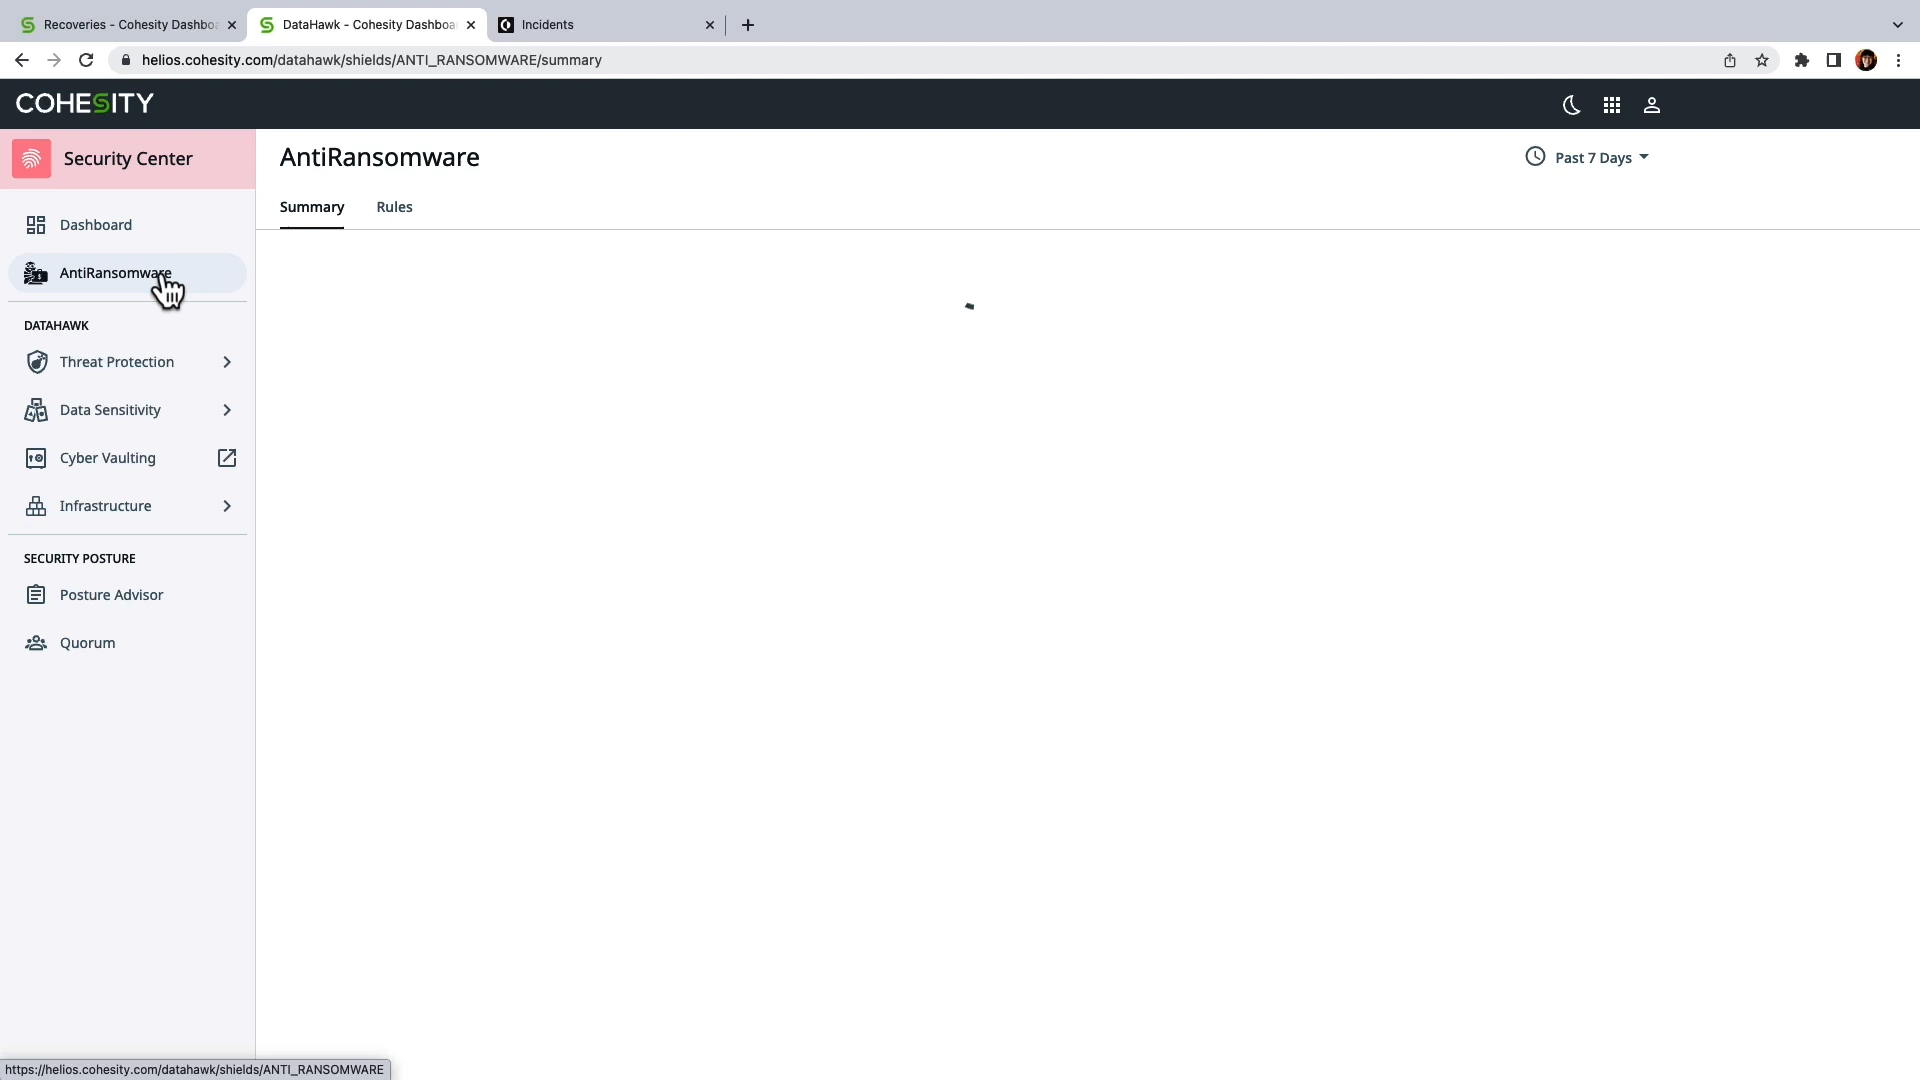 Recoveries - Cohesity Dashboa
DataHawk - Cohesity Dashboa
Incidents
helios.cohesity.com/datahawk/shields/ANTI_RANSOMWARE/summary
COHESITY
Security Center
AntiRansomware
Past 7 Days
Summary
Rules
Dashboard
AntiRansomware
DATAHAWK
Threat Protection
Data Sensitivity
Cyber Vaulting
Infrastructure
SECURITY POSTURE
Posture Advisor
Quorum
https://helios.cohesity.com/datahawk/shields/ANTI_RANSOMWARE